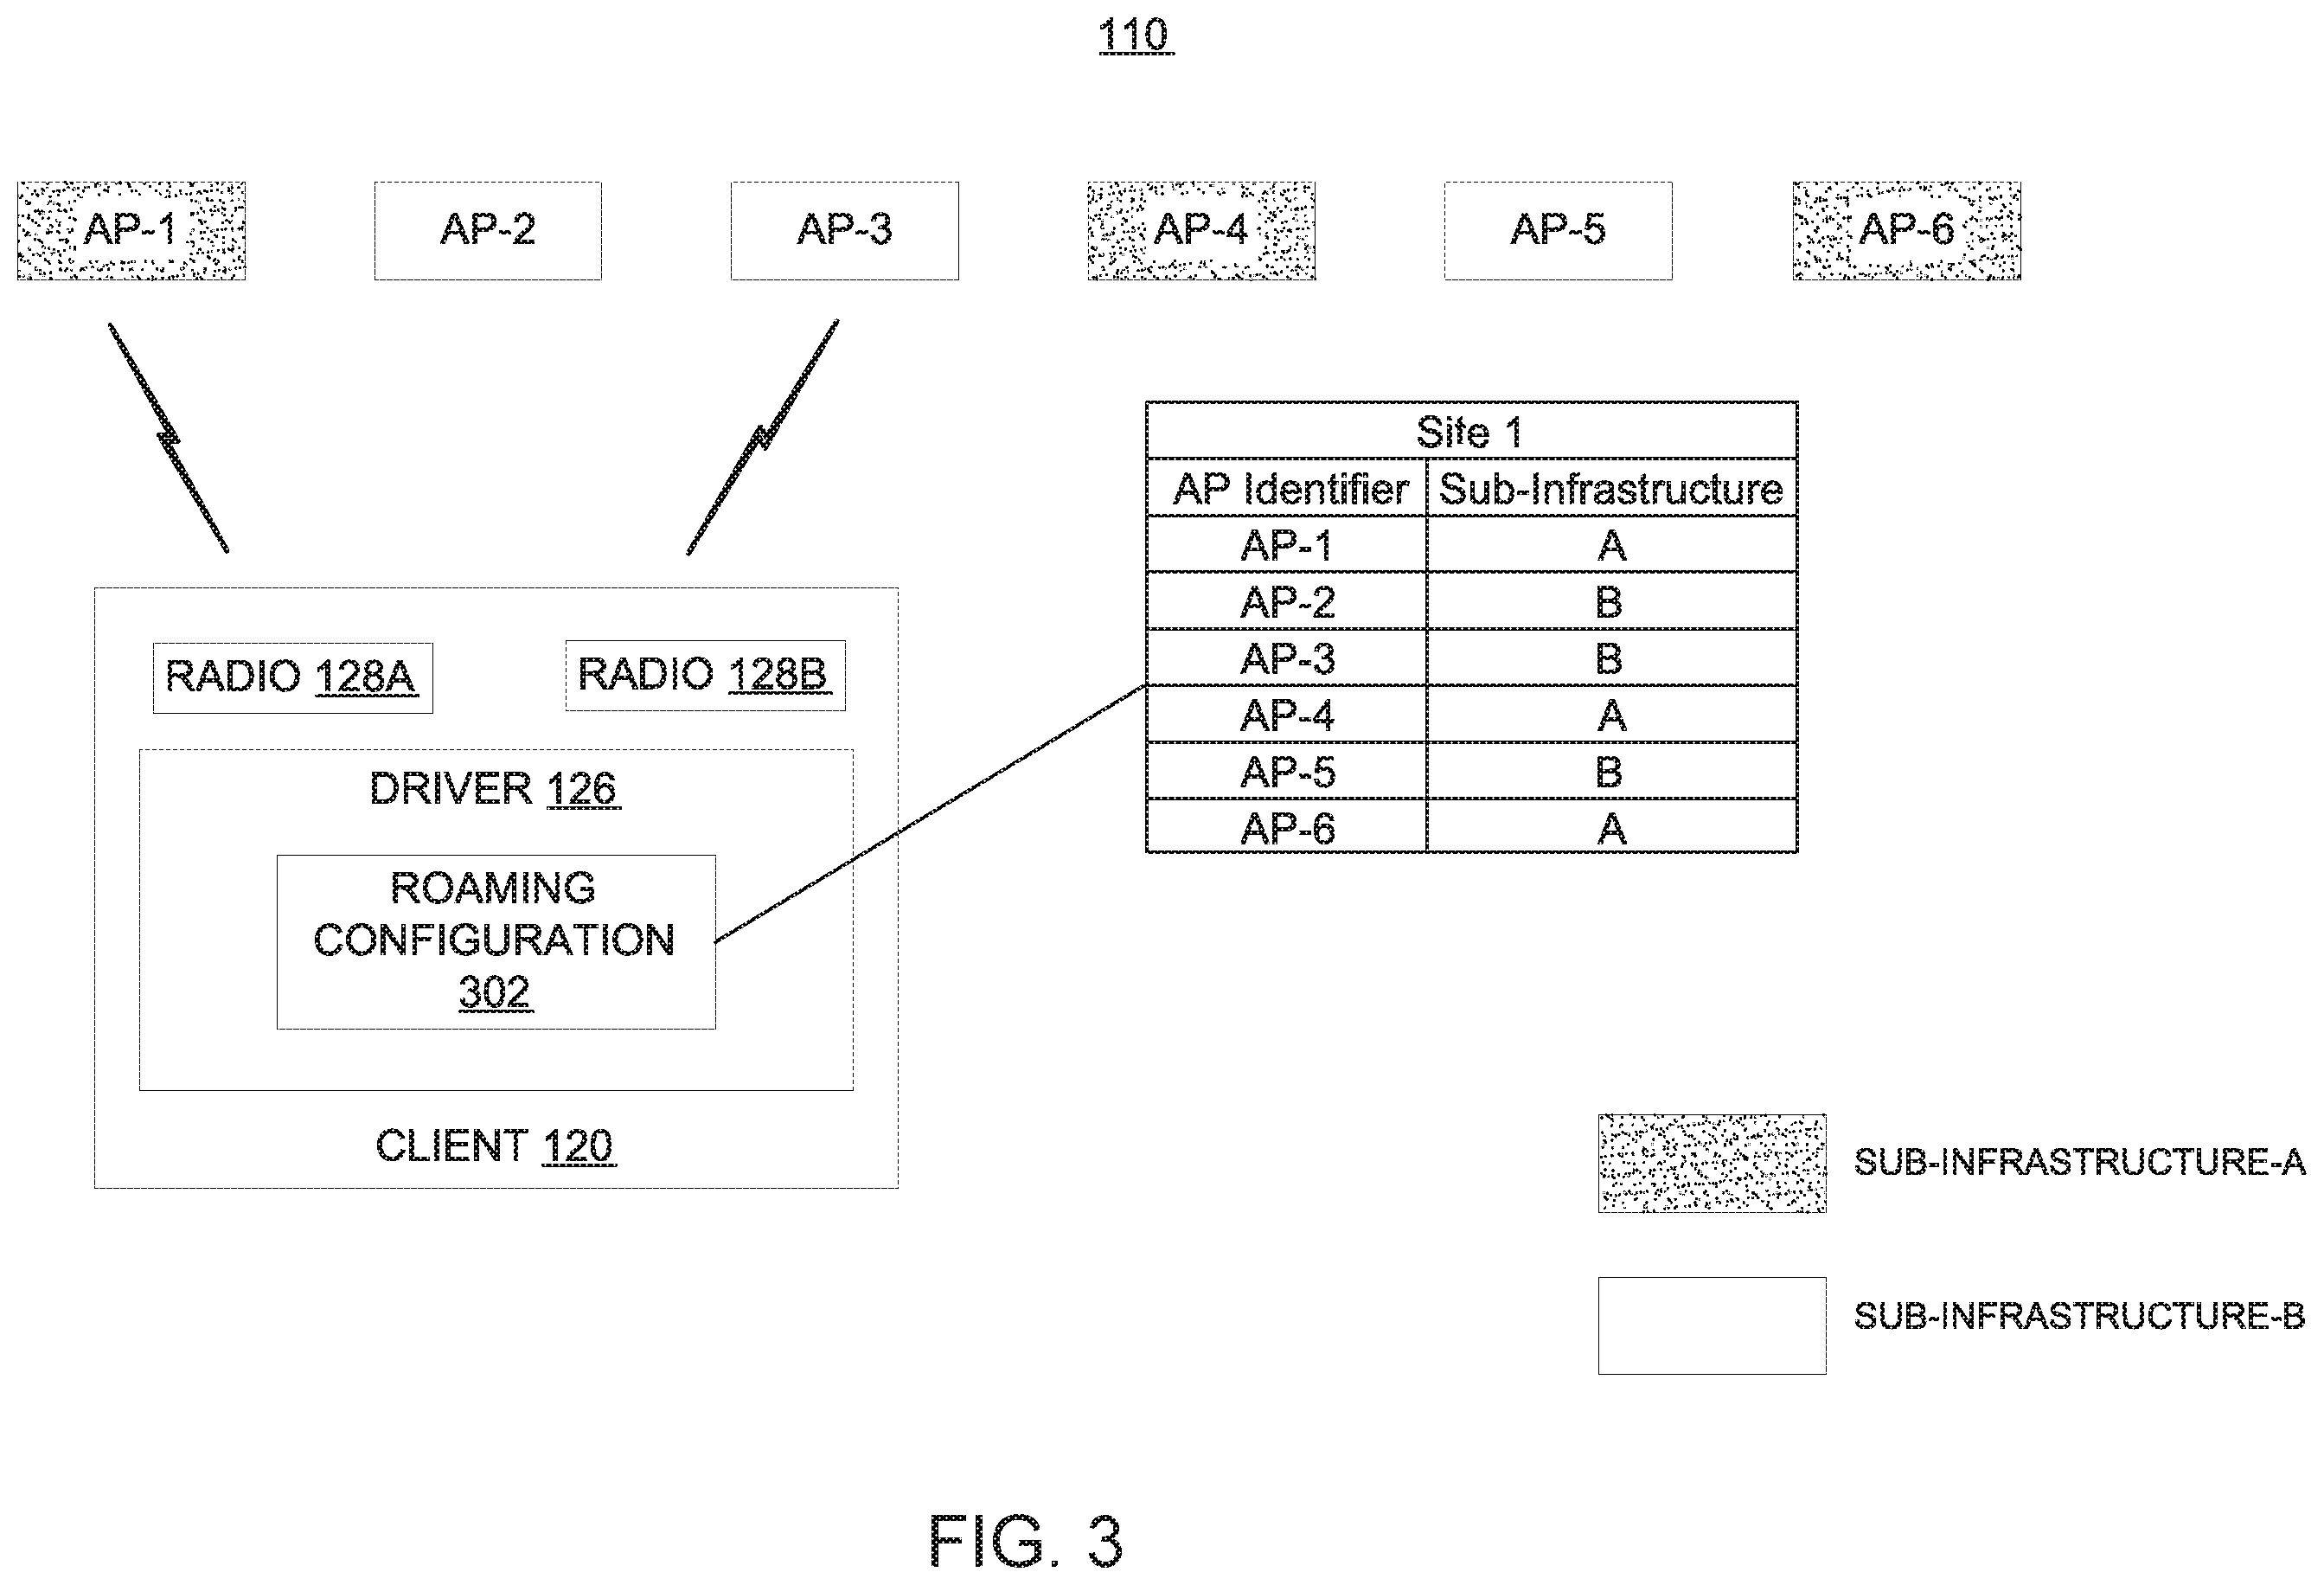 110
AP-1 AP-2 AP-3 AP-4 AP-5 AP-6
Site 1
AP Identifier Sub-Infrastructure
AP-1 A
AP-2 B
AP-3 B
AP-4 A
AP-5 B
AP-6 A
RADIO 128A RADIO 128B
DRIVER 126
ROAMING
CONFIGURATION
302
CLIENT 120
SUB-INFRASTRUCTURE-A
SUB-INFRASTRUCTURE-B
FIG. 3